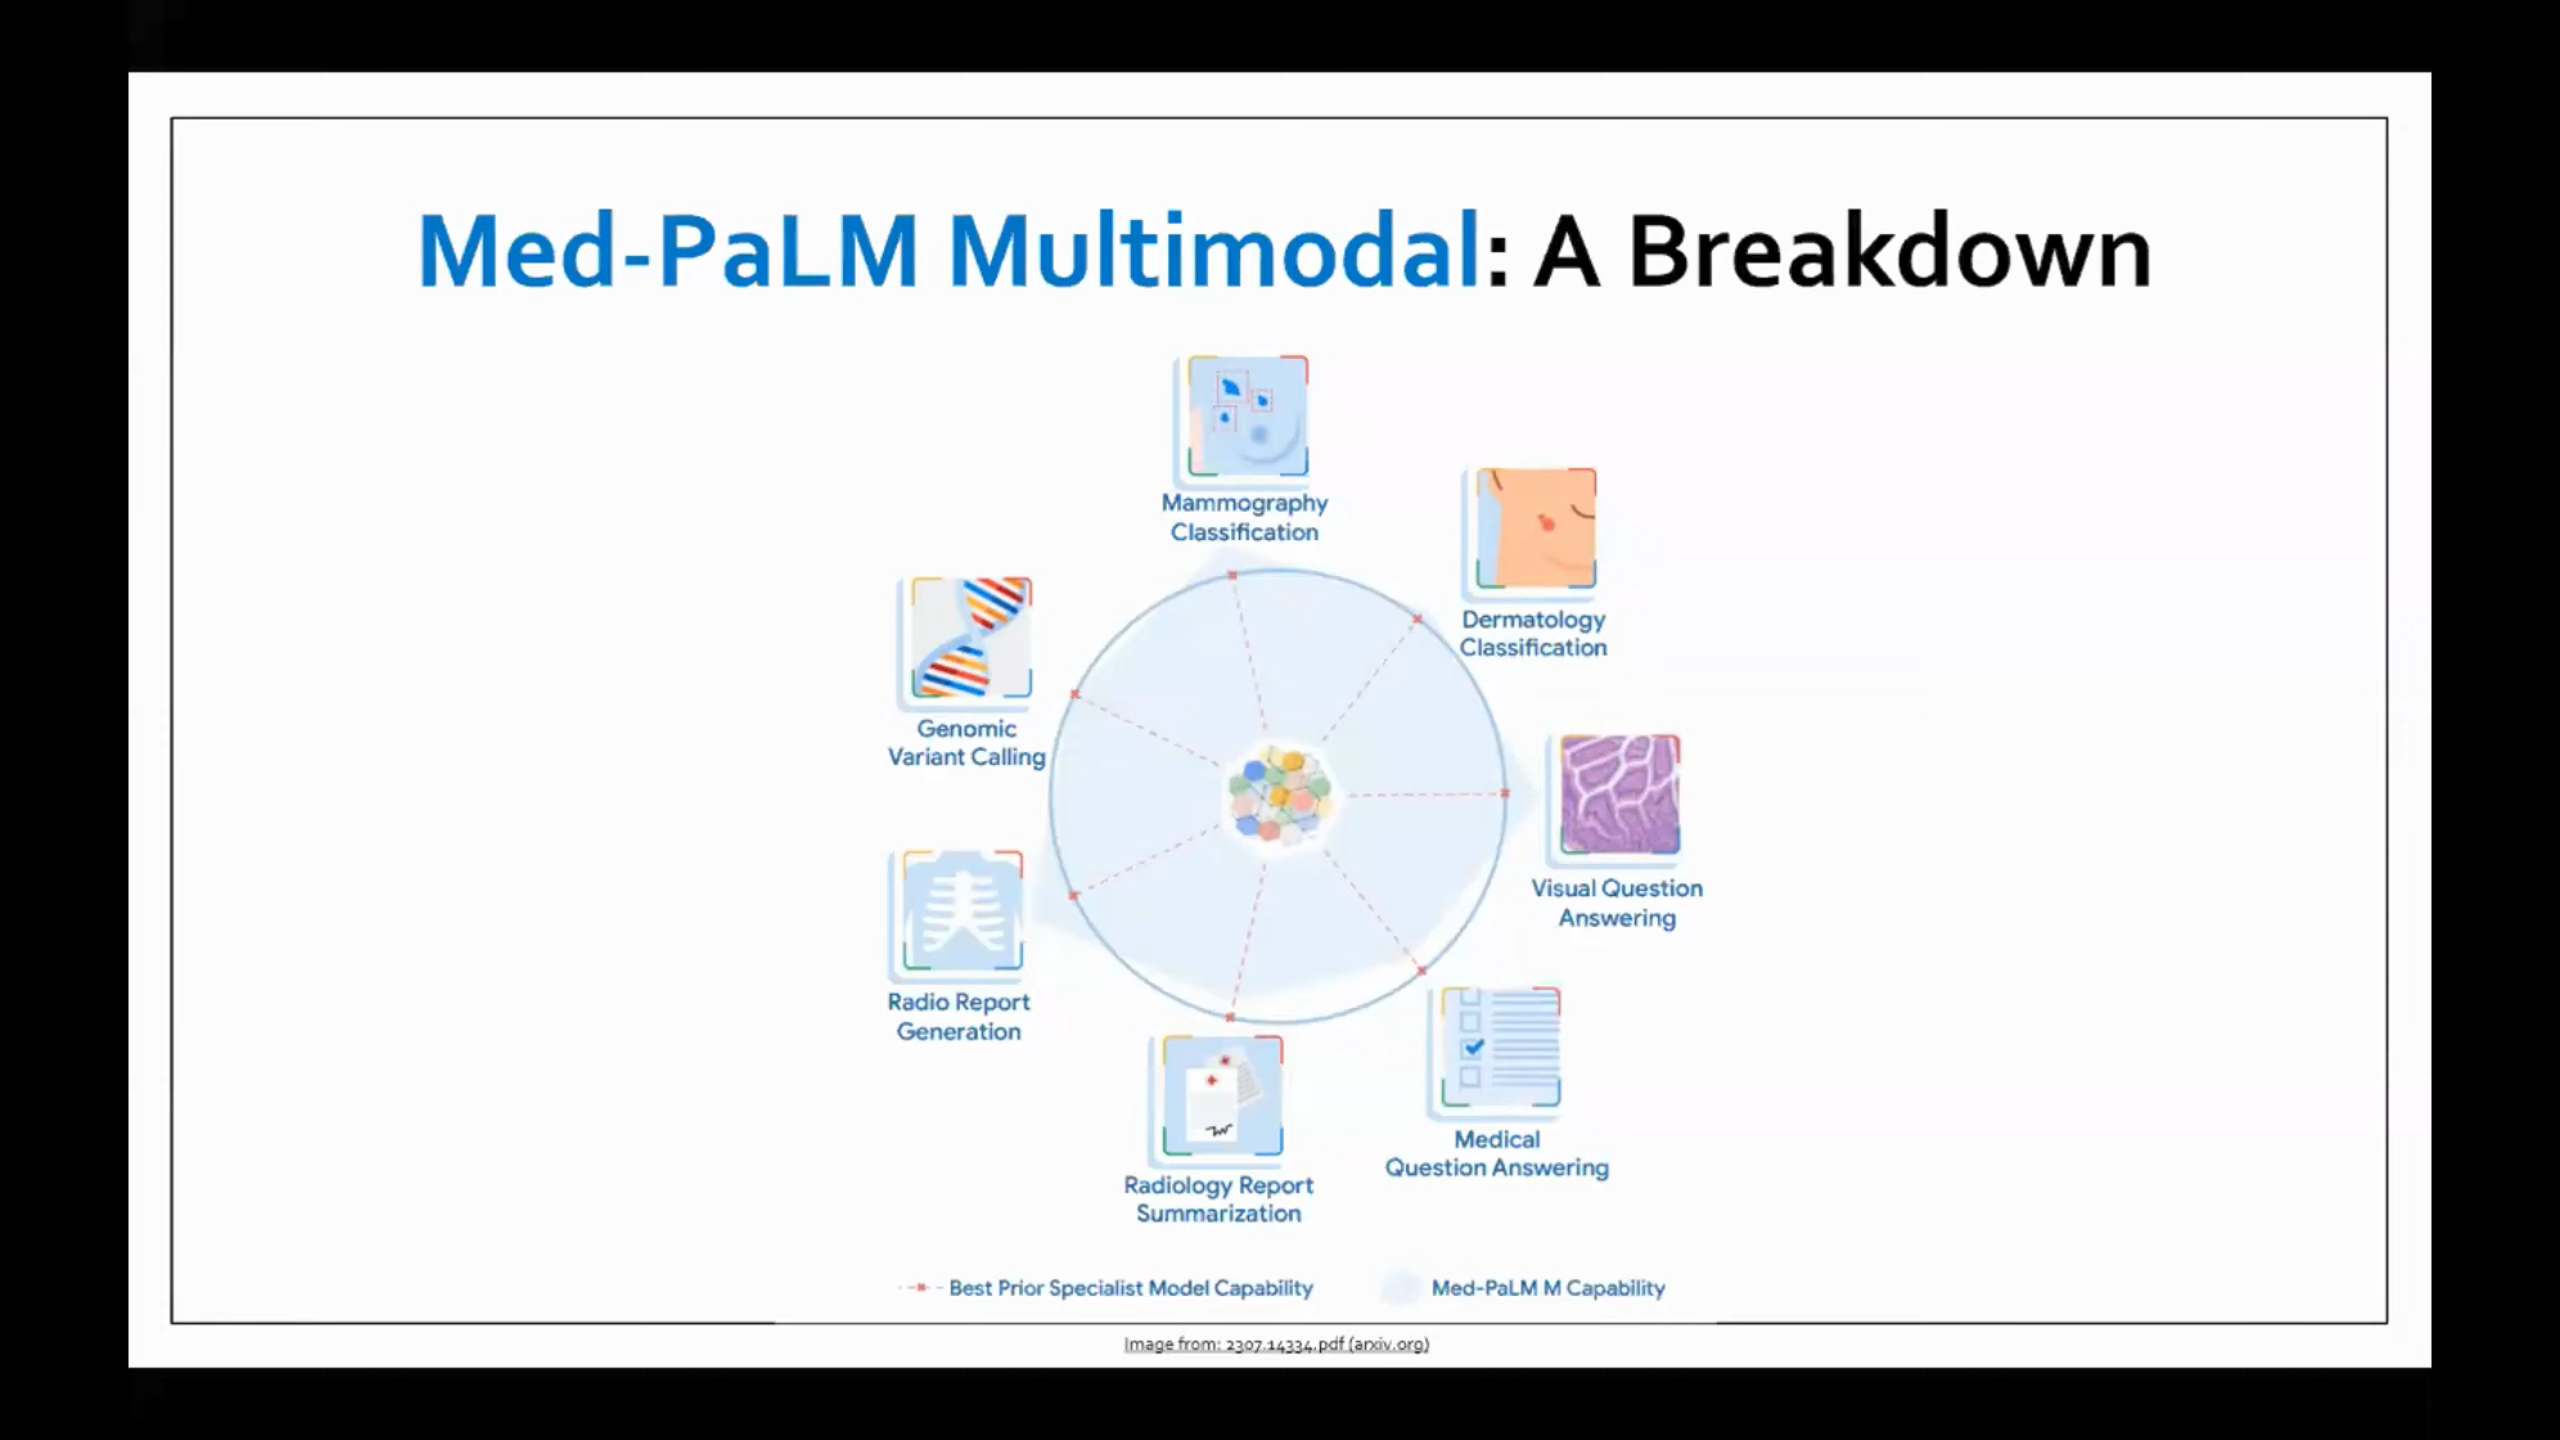 Med-PaLM Multimodal: A Breakdown
Mammography
Classification
Dermatology
Classification
Genomic
Variant Calling
Visual Question
Answering
Radio Report
Generation
Medical
Question Answering
Radiology Report
Summarization
Best Prior Specialist Model Capability
Med-PaLM M Capability
Image from: 2307.14334.pdf (arxiv.org)